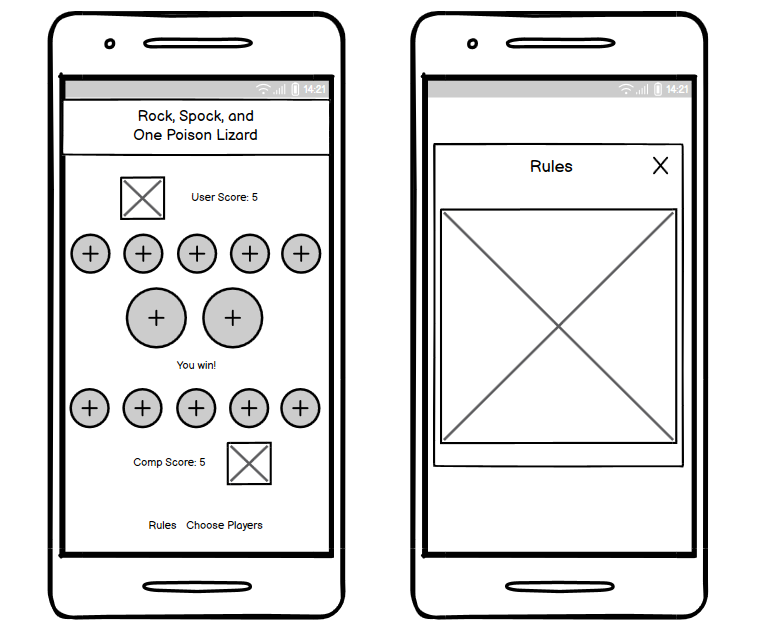 14:21
Rock, Spock, and
One Poison Lizard
User Score: 5
You win!
Comp Score: 5
Rules Choose Players
14:21
Rules